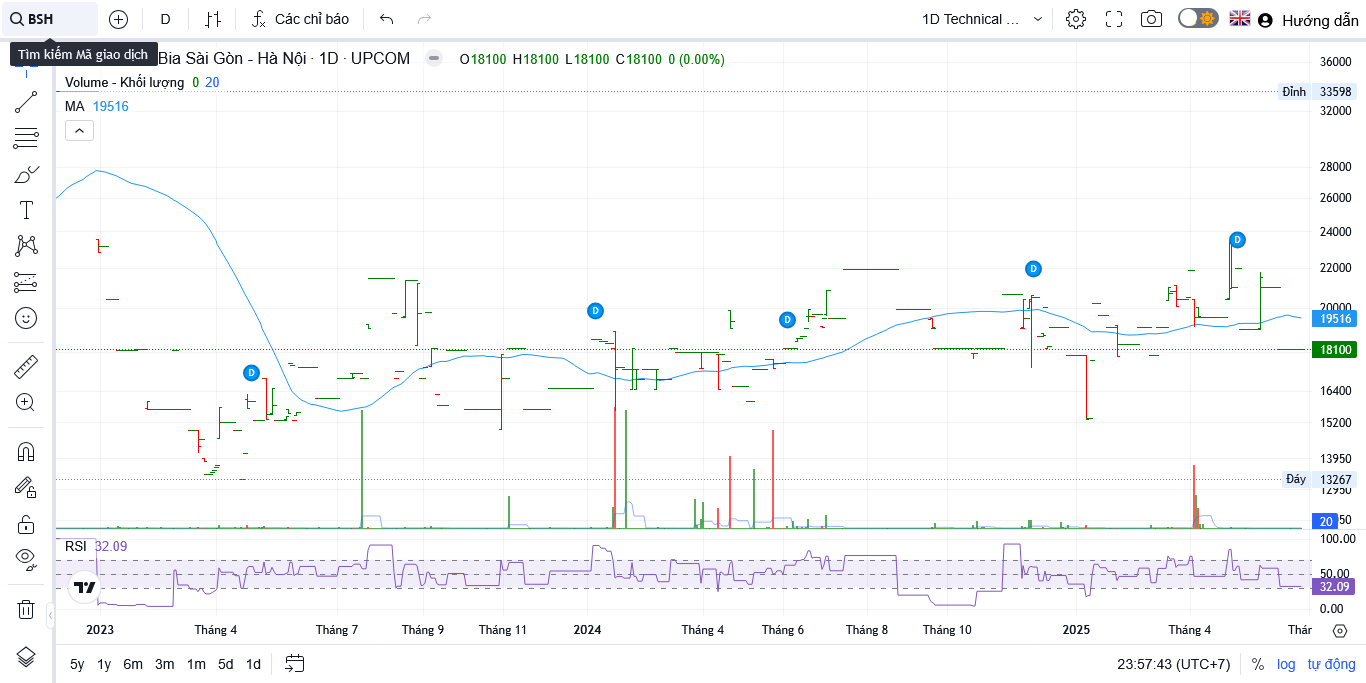 BSH
D
Các chỉ báo
1D Technical ...
Hướng dẫn
Tìm kiếm Mã giao dịch
Bia Sài Gòn - Hà Nội · 1D · UPCOM
O18100 H18100 L18100 C18100 0 (0.00%)
Volume - Khối lượng 0 20
MA 19516
36000
Đỉnh 33598
32000
28000
26000
24000
22000
20000
19516
18100
16400
15200
13950
Đáy 13267
12950
50
20
D
D
D
D
D
RSI 32.09
100.00
50.00
32.09
0.00
2023 Tháng 4 Tháng 7 Tháng 9 Tháng 11 2024 Tháng 4 Tháng 6 Tháng 8 Tháng 10 2025 Tháng 4 Thár
5y 1y 6m 3m 1m 5d 1d
23:57:43 (UTC+7) % log tự động